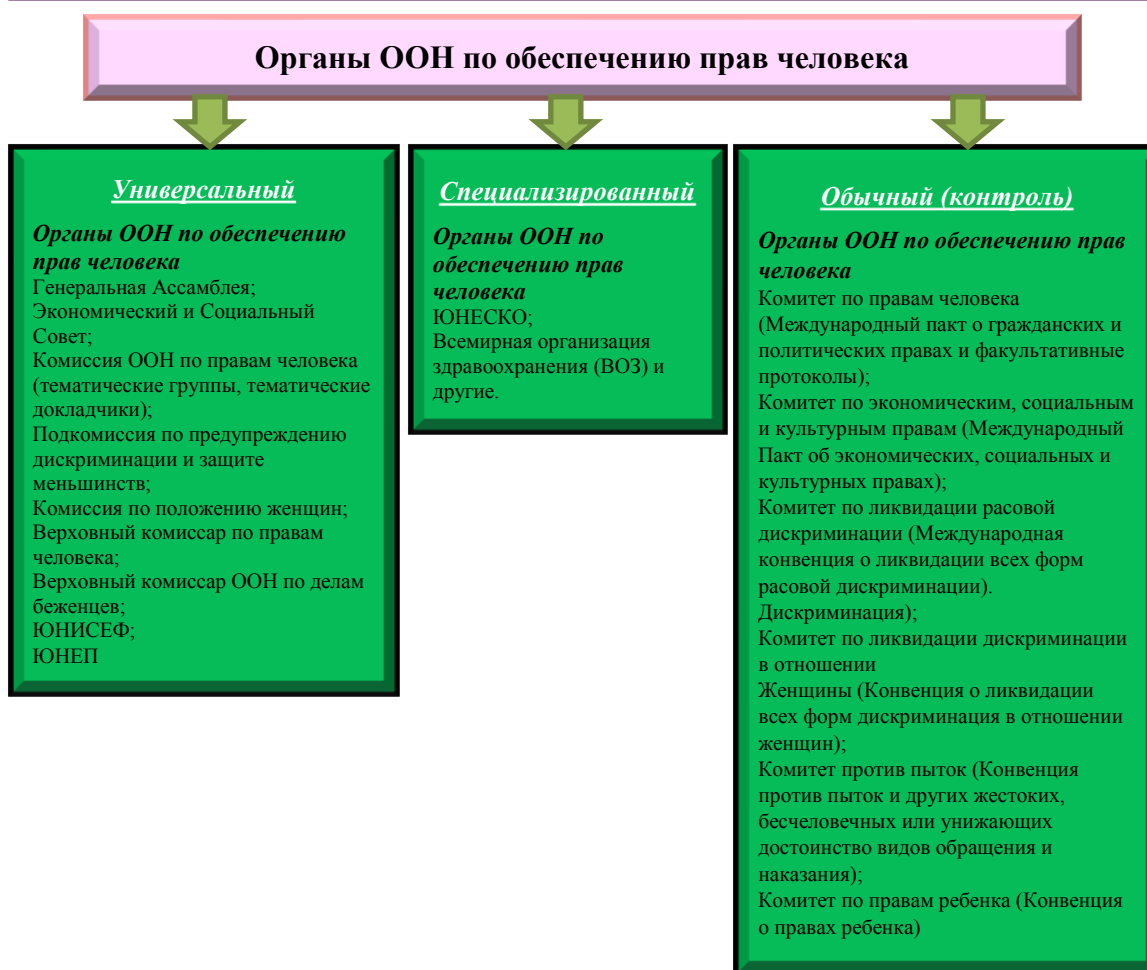 Органы ООН по обеспечению прав человека
Универсальный
Органы ООН по обеспечению
прав человека
Генеральная Ассамблея;
Экономический и Социальный
Совет;
Комиссия ООН по правам человека
(тематические группы, тематические
докладчики);
Подкомиссия по предупреждению
дискриминации и защите
меньшинств;
Комиссия по положению женщин;
Верховный комиссар по правам
человека;
Верховный комиссар ООН по делам
беженцев;
ЮНИСЕФ;
ЮНЕП
Специализированный
Органы ООН по
обеспечению прав
человека
ЮНЕСКО;
Всемирная организация
здравоохранения (ВОЗ) и
другие.
Обычный (контроль)
Органы ООН по обеспечению прав
человека
Комитет по правам человека
(Международный пакт о гражданских и
политических правах и факультативные
протоколы);
Комитет по экономическим, социальным
и культурным правам (Международный
Пакт об экономических, социальных и
культурных правах);
Комитет по ликвидации расовой
дискриминации (Международная
конвенция о ликвидации всех форм
расовой дискриминации).
Дискриминация);
Комитет по ликвидации дискриминации
в отношении
Женщины (Конвенция о ликвидации
всех форм дискриминация в отношении
женщин);
Комитет против пыток (Конвенция
против пыток и других жестоких,
бесчеловечных или унижающих
достоинство видов обращения и
наказания);
Комитет по правам ребенка (Конвенция
о правах ребенка)